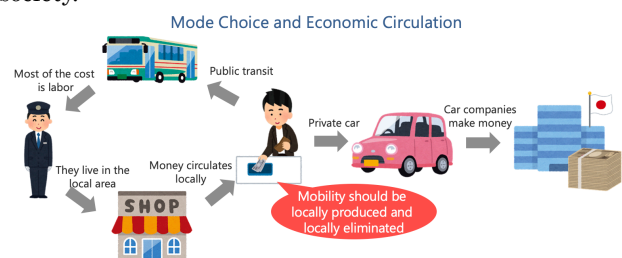 society.
Mode Choice and Economic Circulation
Most of the cost
is labor
Public transit
Private car
Car companies
make money
They live in the
local area
Money circulates
locally
SHOP
Mobility should be
locally produced and
locally eliminated